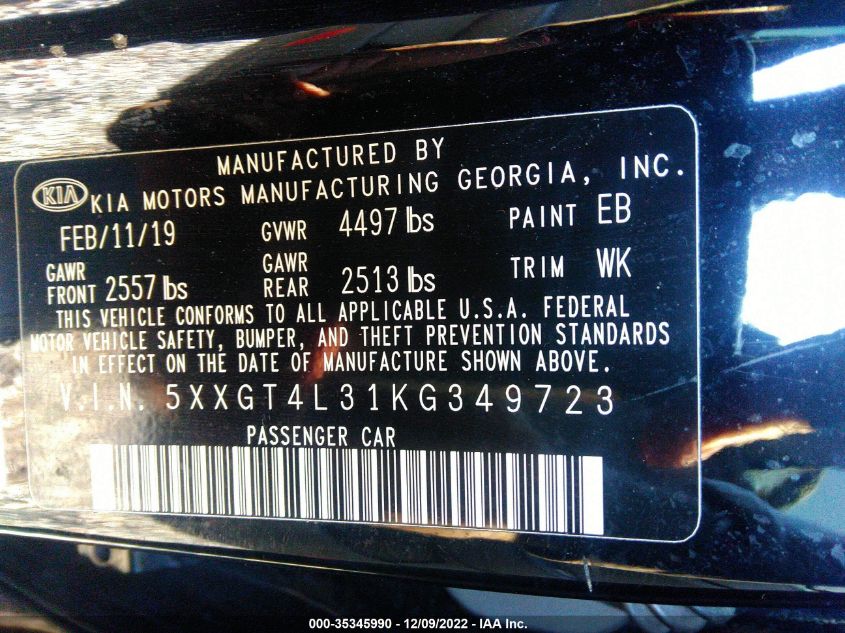 MANUFACTURED BY
KIA KIA MOTORS MANUFACTURING GEORGIA, INC.
FEB/11/19 GVWR 4497 lbs PAINT EB
GAWR FRONT 2557 lbs GAWR REAR 2513 lbs TRIM WK
THIS VEHICLE CONFORMS TO ALL APPLICABLE U.S.A. FEDERAL
MOTOR VEHICLE SAFETY, BUMPER, AND THEFT PREVENTION STANDARDS
IN EFFECT ON THE DATE OF MANUFACTURE SHOWN ABOVE.
V.I.N. 5XXGT4L31KG349723
PASSENGER CAR
000-35345990 - 12/09/2022 - IAA Inc.